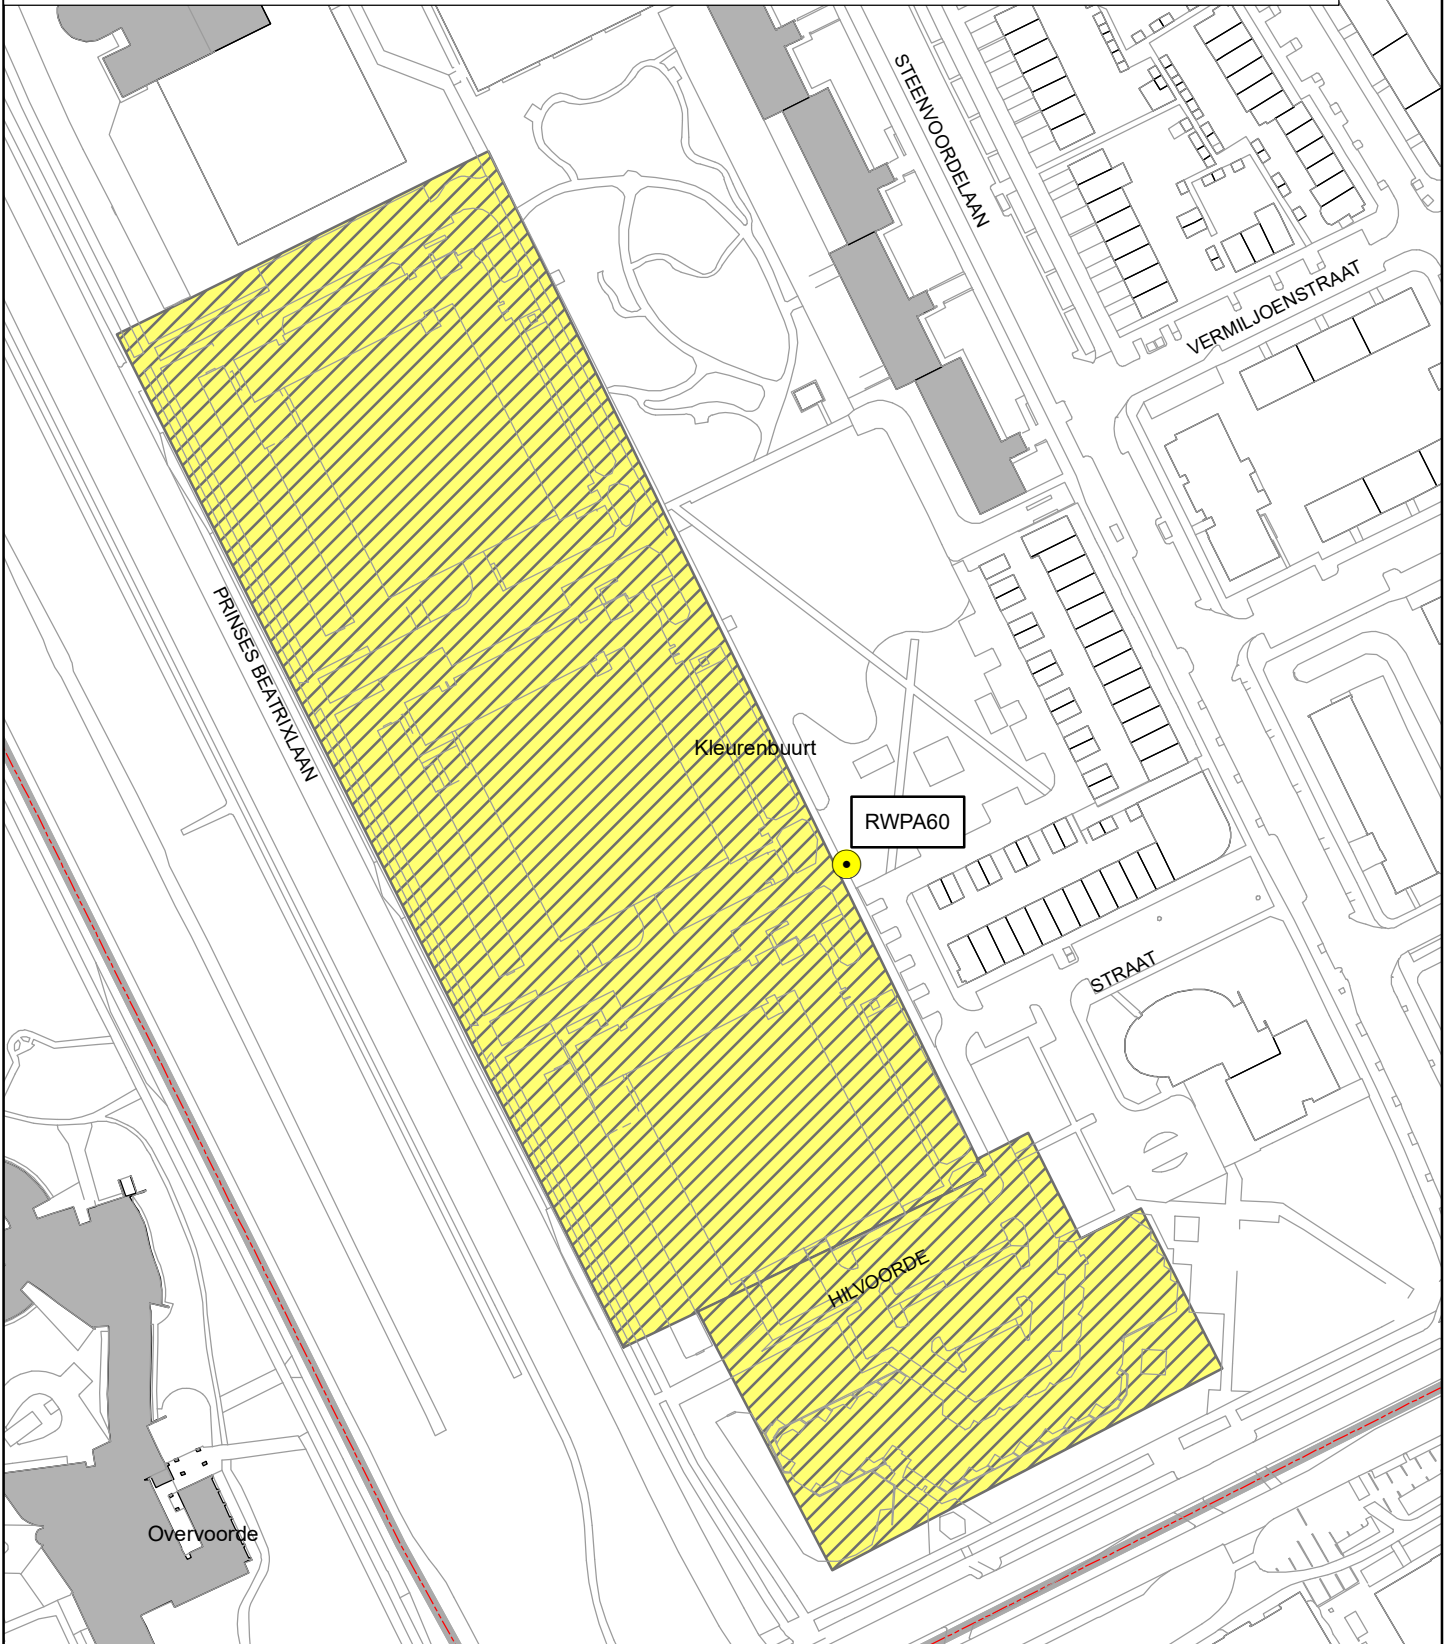 STEENVOORDELAAN
VERMILJOENSTRAAT
PRINSES BEATRIXLAAN
Kleurenbuurt
RWPA60
STRAAT
HILVOORDE
Overvoorde